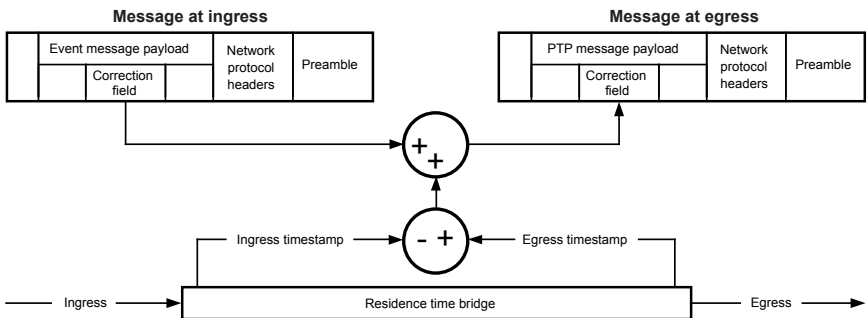 Message at ingress
Event message payload
Correction
field
Network
protocol
headers
Preamble
Message at egress
PTP message payload
Correction
field
Network
protocol
headers
Preamble
+
+
Ingress timestamp
- +
Egress timestamp
Ingress
Residence time bridge
Egress